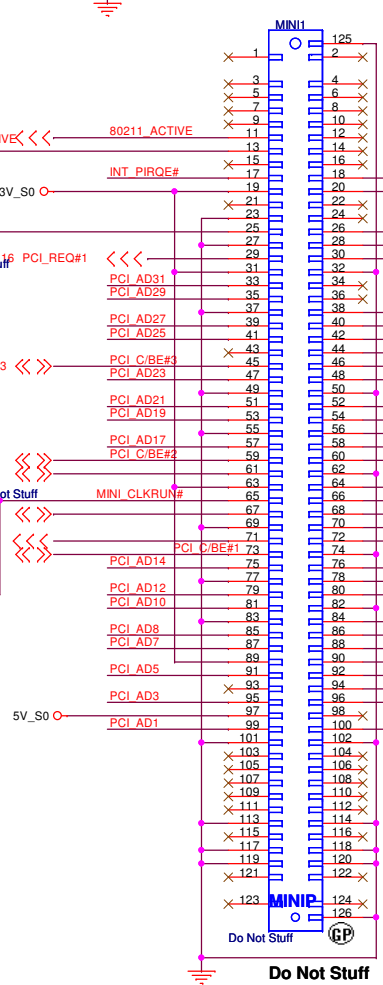 MINI1
125
1 2
3 4
5 6
7 8
9 10
IVE 80211_ACTIVE 11 12
13 14
15 16
INT_PIRQE# 17 18
3V_S0 19 20
21 22
23 24
25 26
27 28
16 PCI_REQ#1 29 30
uff
31 32
PCI_AD31 33 34
PCI_AD29 35 36
37 38
PCI_AD27 39 40
PCI_AD25 41 42
43 44
3 PCI_C/BE#3 45 46
PCI_AD23 47 48
49 50
PCI_AD21 51 52
PCI_AD19 53 54
55 56
PCI_AD17 57 58
PCI_C/BE#2 59 60
61 62
63 64
ot Stuff MINI_CLKRUN# 65 66
67 68
69 70
71 72
PCI_C/BE#1 73 74
PCI_AD14 75 76
77 78
PCI_AD12 79 80
PCI_AD10 81 82
83 84
PCI_AD8 85 86
PCI_AD7 87 88
89 90
PCI_AD5 91 92
93 94
PCI_AD3 95 96
5V_S0 97 98
PCI_AD1 99 100
101 102
103 104
105 106
107 108
109 110
111 112
113 114
115 116
117 118
119 120
121 122
MINIP
123 124
126
Do Not Stuff GP
Do Not Stuff